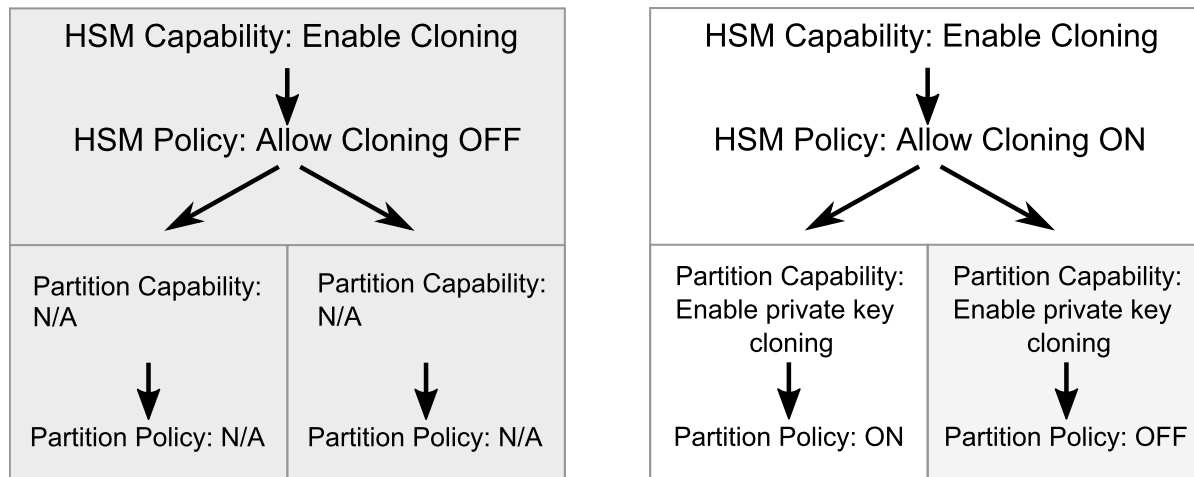 HSM Capability: Enable Cloning
HSM Policy: Allow Cloning OFF
Partition Capability:
N/A
Partition Policy: N/A
Partition Capability:
N/A
Partition Policy: N/A
HSM Capability: Enable Cloning
HSM Policy: Allow Cloning ON
Partition Capability:
Enable private key
cloning
Partition Policy: ON
Partition Capability:
Enable private key
cloning
Partition Policy: OFF